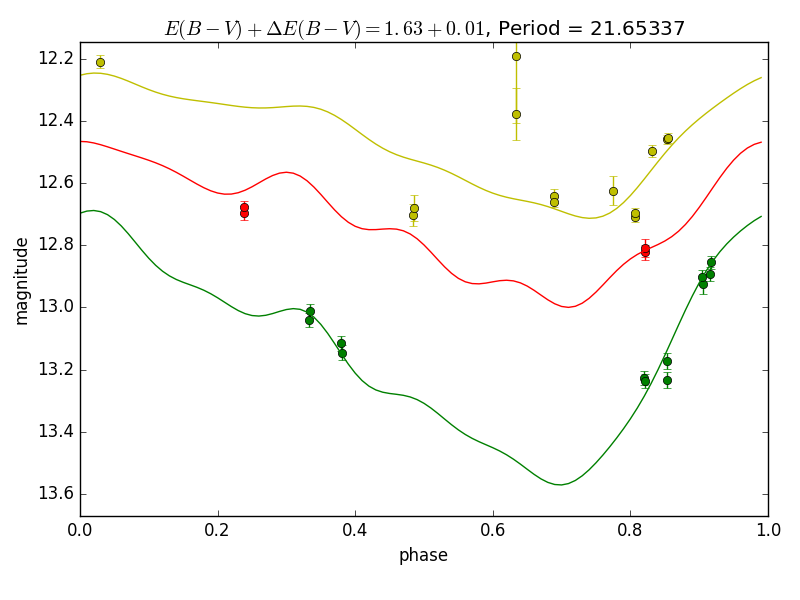 E(B − V) + ΔE(B − V) = 1.63 + 0.01, Period = 21.65337
12.2
12.4
12.6
12.8
13.0
13.2
13.4
13.6
magnitude
0.0 0.2 0.4 0.6 0.8 1.0
phase